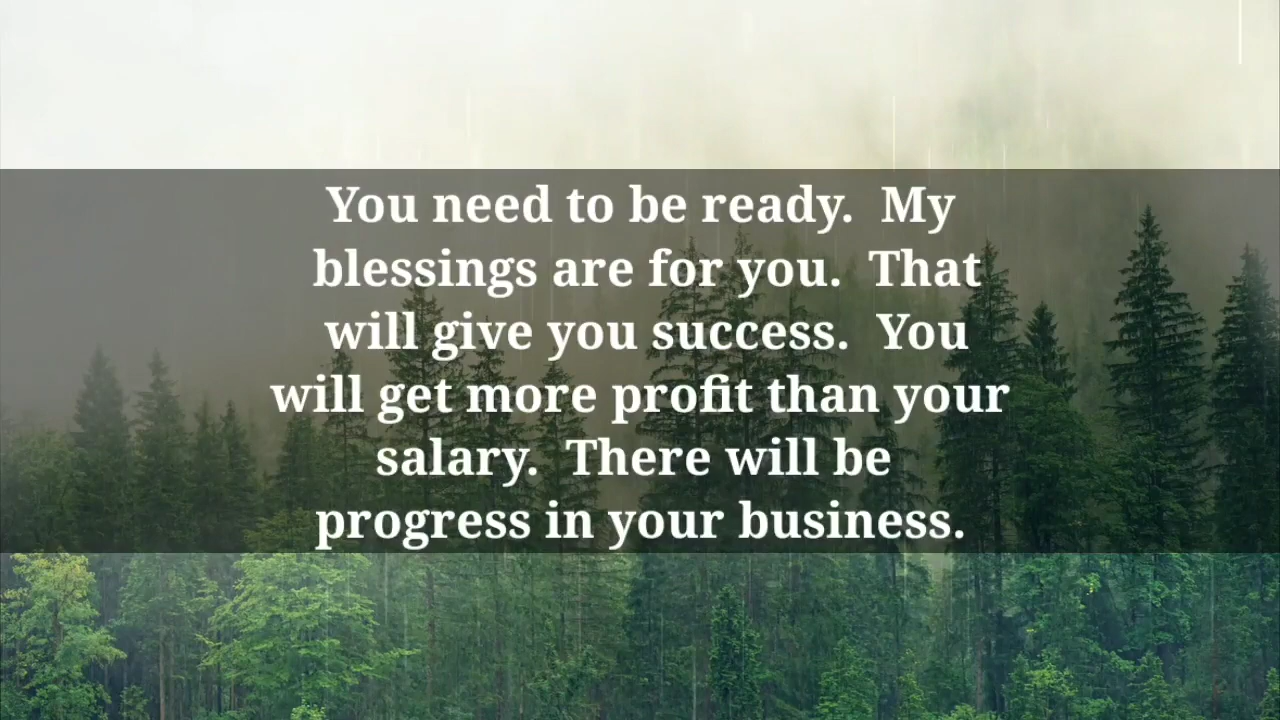 You need to be ready.  My
blessings are for you.  That
will give you success.  You
will get more profit than your
salary.  There will be
progress in your business.